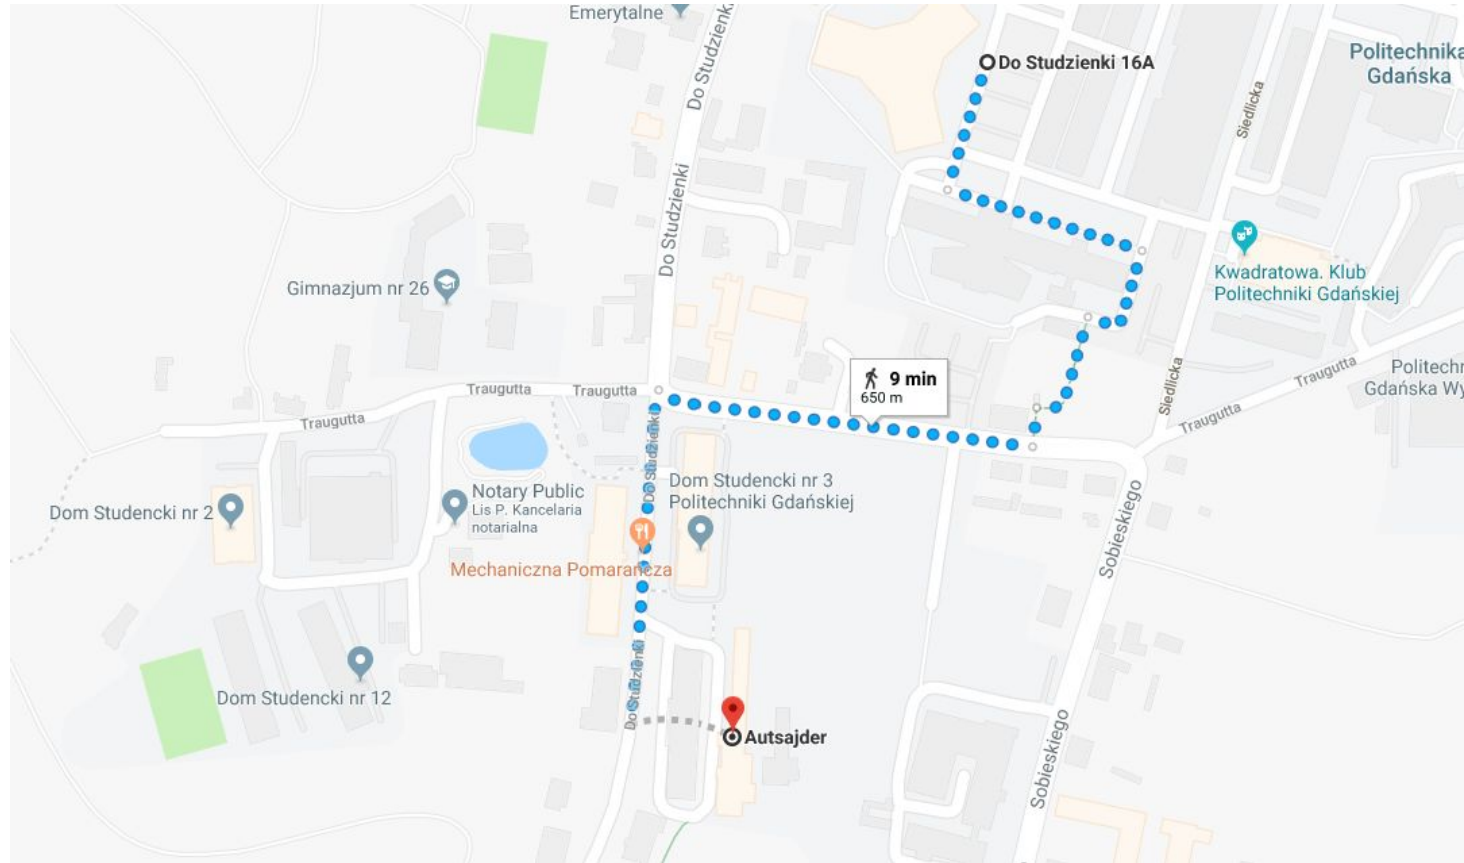 Emerytalne
Do Studzienki
Do Studzienki 16A
Politechnika
Gdańska
Siedlicka
Do Studzienki
Gimnazjum nr 26
Kwadratowa. Klub
Politechniki Gdańskiej
9 min
650 m
Traugutta
Traugutta
Traugutta
Siedlicka
Traugutta
Traugutta
Gdańska
Do Studzienki
Dom Studencki nr 3
Politechniki Gdańskiej
Notary Public
Lis P. Kancelaria
notarialna
Dom Studencki nr 2
Mechaniczna Pomarańcza
Sobieskiego
Dom Studencki nr 12
Do Studzienki
Autsajder
Sobieskiego